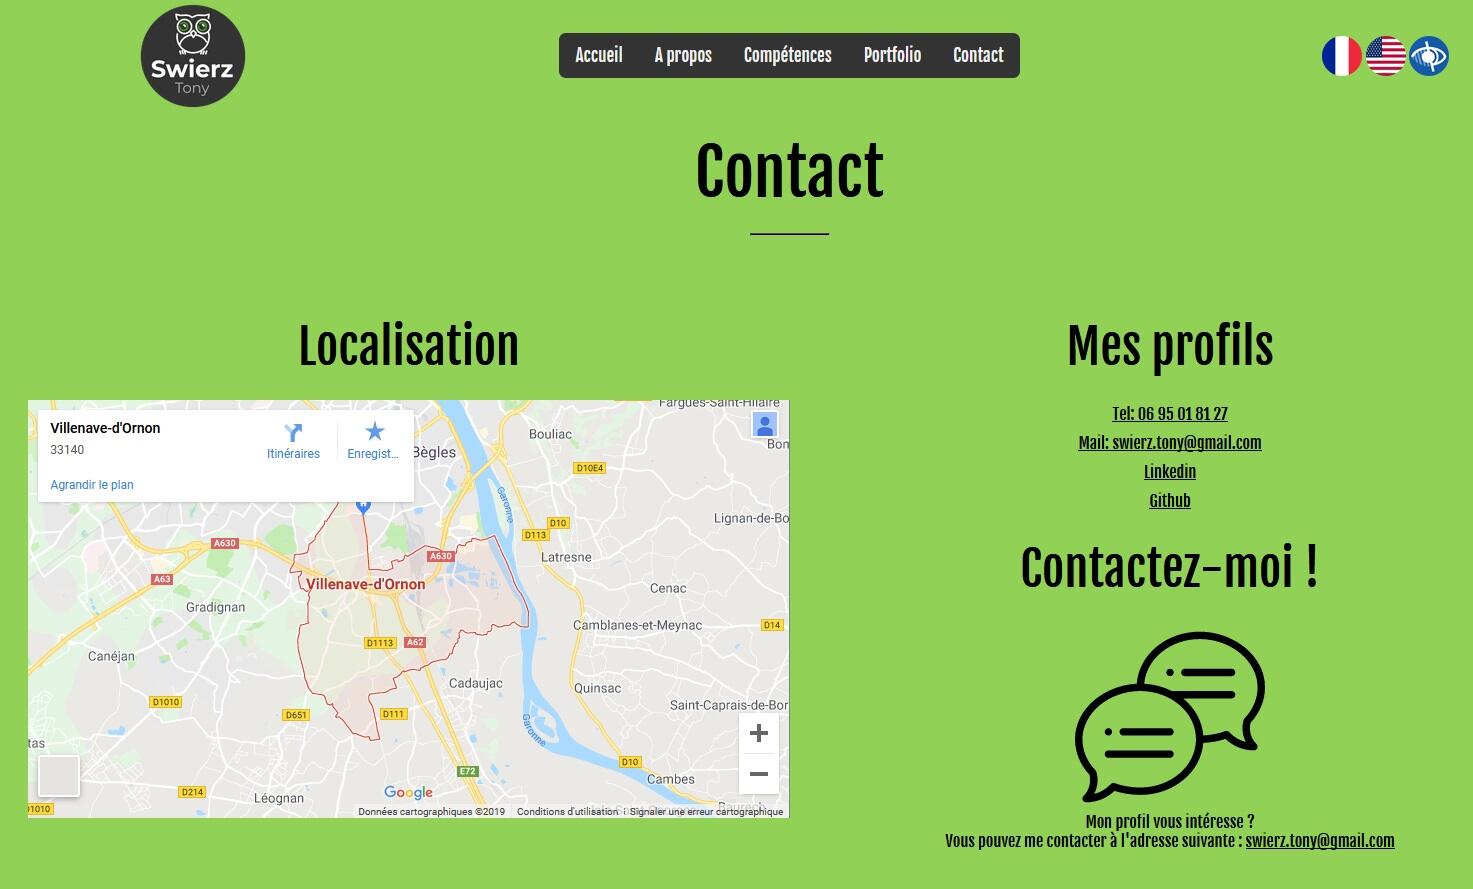 Swierz
Tony
Accueil
A propos
Compétences
Portfolio
Contact
Contact
Localisation
Villenave-d'Ornon
33140
Itinéraires
Enregist...
Agrandir le plan
Fargues-Saint-Hilaire
Bouliac
Bègles
Bon
D10E4
Garonne
Lignan-de-Bo
D10
D113
A630
A630
Latresne
A63
Villenave-d'Ornon
Cenac
Gradignan
Camblanes-et-Meynac
D14
D1113
A62
Canéjan
Cadaujac
Quinsac
D1010
Saint-Caprais-de-Bor
D651
D111
Garonne
tas
D10
E72
Cambes
D214
Léognan
Google
1010
Baurech
Données cartographiques ©2019
Conditions d'utilisation
Signaler une erreur cartographique
Mes profils
Tel: 06 95 01 81 27
Mail: swierz.tony@gmail.com
Linkedin
Github
Contactez-moi !
Mon profil vous intéresse ?
Vous pouvez me contacter à l'adresse suivante : swierz.tony@gmail.com